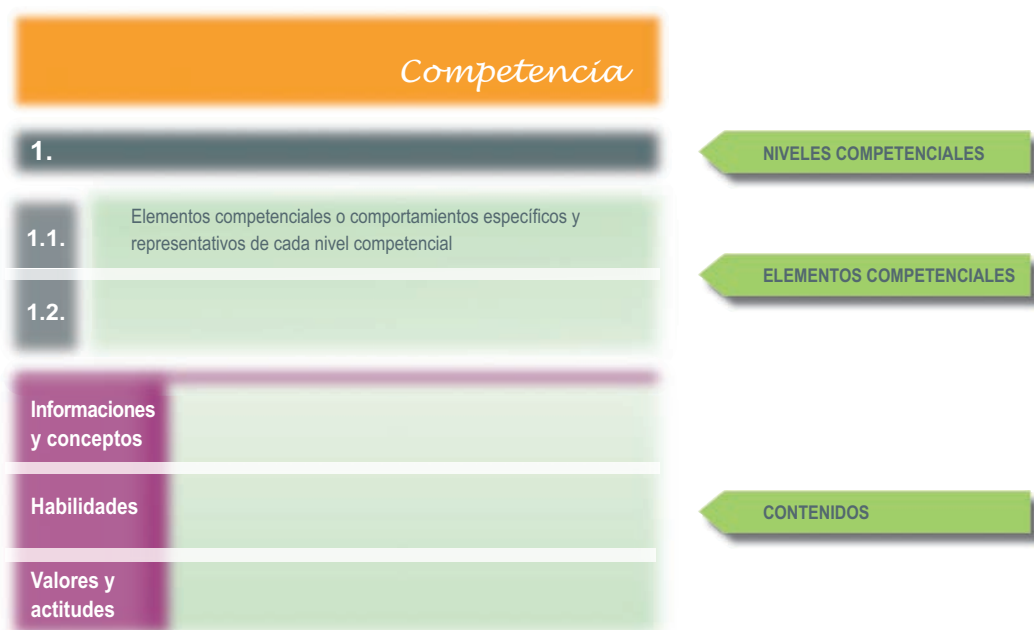 Competencia
1.
NIVELES COMPETENCIALES
1.1.
Elementos competenciales o comportamientos específicos y
representativos de cada nivel competencial
ELEMENTOS COMPETENCIALES
1.2.
Informaciones
y conceptos
Habilidades
CONTENIDOS
Valores y
actitudes